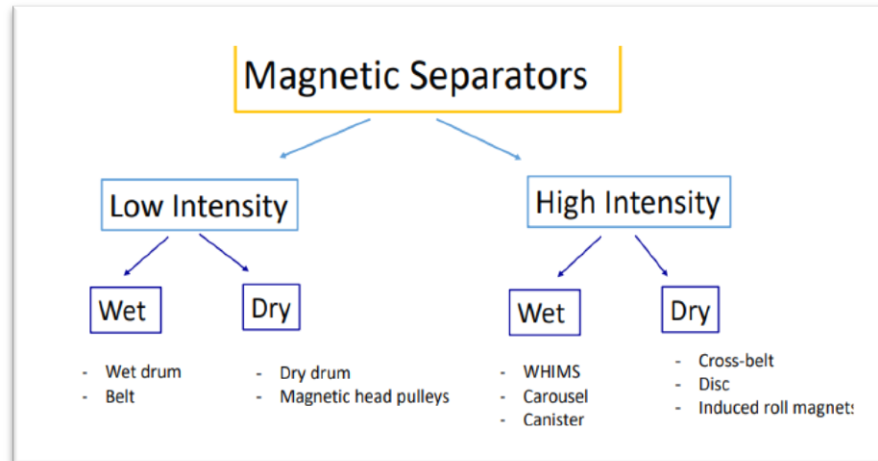 Magnetic Separators
Low Intensity
High Intensity
Wet
Dry
Wet
Dry
- Wet drum
- Belt
- Dry drum
- Magnetic head pulleys
- WHIMS
- Carousel
- Canister
- Cross-belt
- Disc
- Induced roll magnets